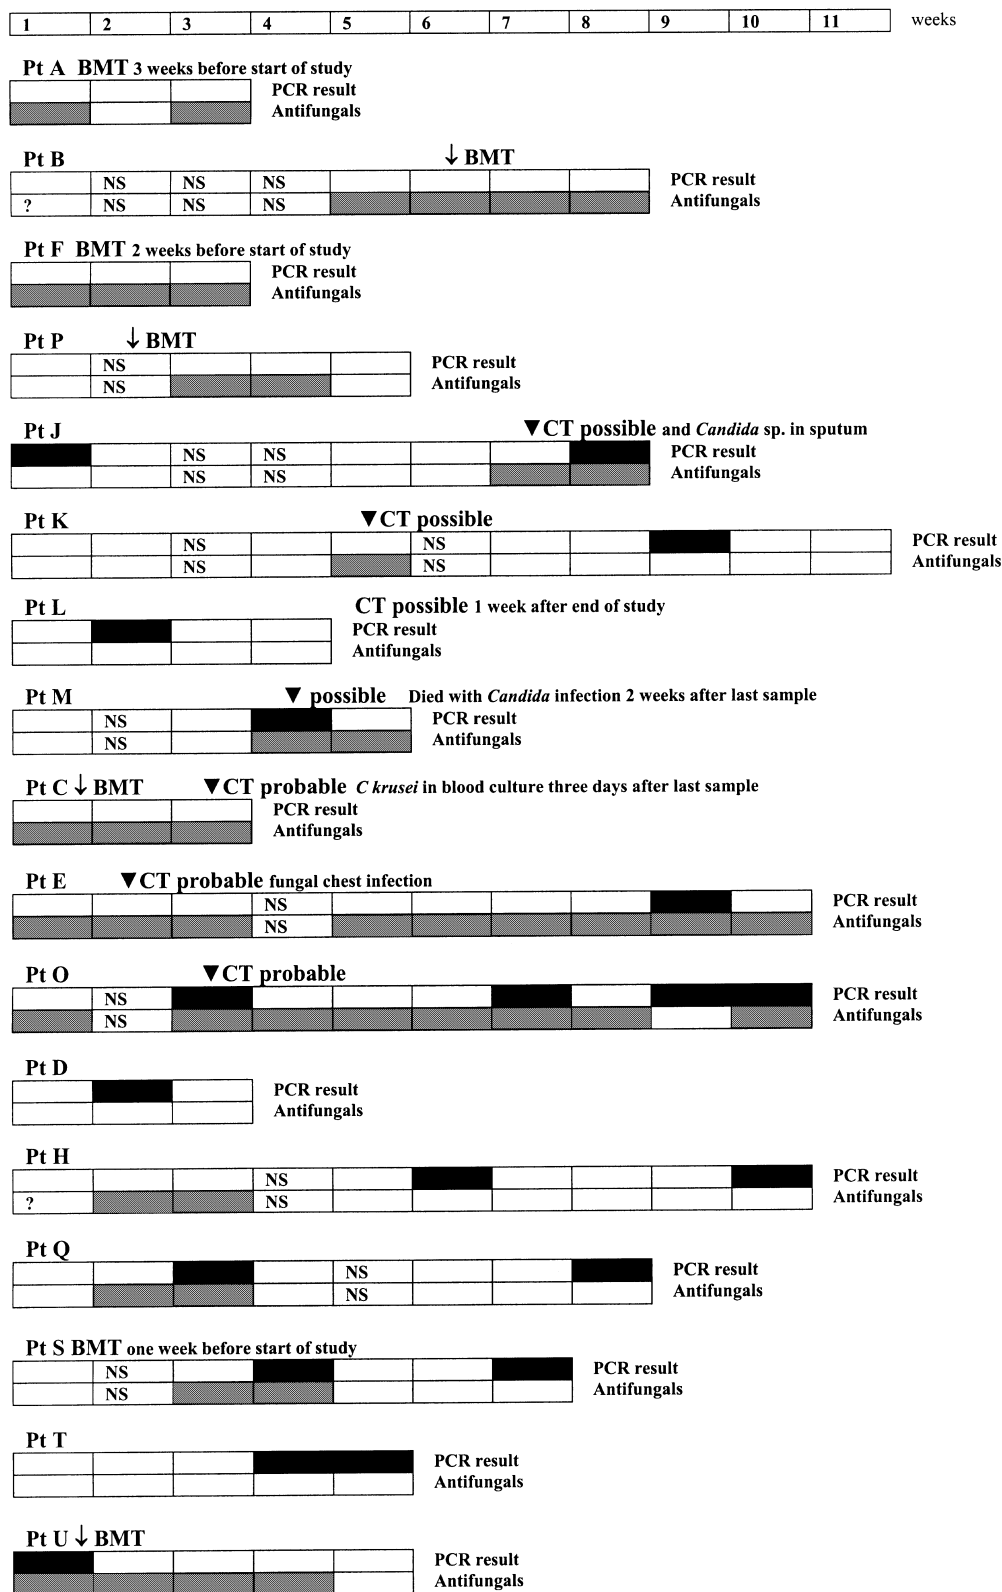 1 2 3 4 5 6 7 8 9 10 11 weeks
Pt A BMT 3 weeks before start of study
PCR result
Antifungals
Pt B ↓ BMT
NS NS NS PCR result
? NS NS NS Antifungals
Pt F BMT 2 weeks before start of study
PCR result
Antifungals
Pt P ↓ BMT
NS PCR result
NS Antifungals
Pt J ▼CT possible and Candida sp. in sputum
NS NS PCR result
NS NS Antifungals
Pt K ▼CT possible
NS NS PCR result
NS NS Antifungals
Pt L CT possible 1 week after end of study
PCR result
Antifungals
Pt M ▼ possible Died with Candida infection 2 weeks after last sample
NS PCR result
NS Antifungals
Pt C ↓ BMT ▼CT probable C krusei in blood culture three days after last sample
PCR result
Antifungals
Pt E ▼CT probable fungal chest infection
NS PCR result
NS Antifungals
Pt O ▼CT probable
NS PCR result
NS Antifungals
Pt D
PCR result
Antifungals
Pt H
NS PCR result
? NS Antifungals
Pt Q
NS PCR result
NS Antifungals
Pt S BMT one week before start of study
NS PCR result
NS Antifungals
Pt T
PCR result
Antifungals
Pt U ↓ BMT
PCR result
Antifungals